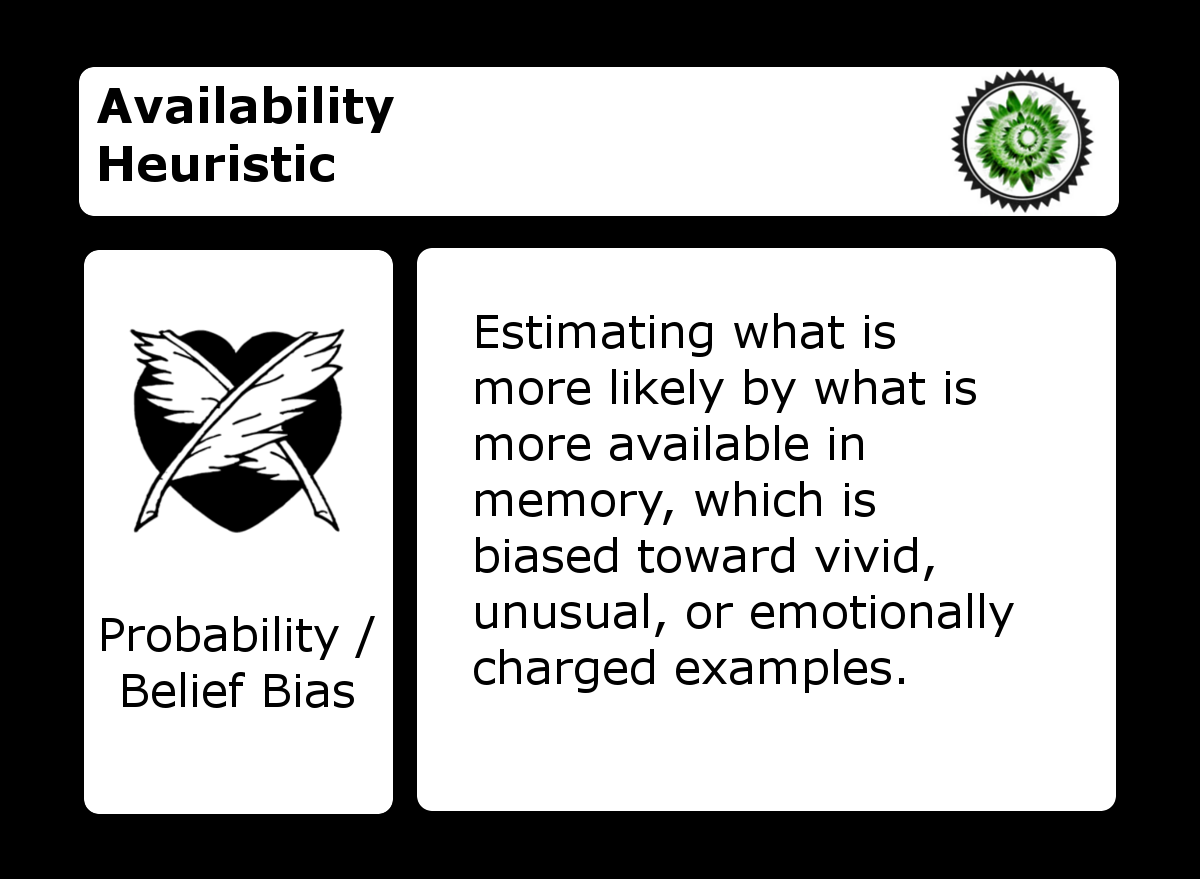 Availability
Heuristic
Probability /
Belief Bias
Estimating what is
more likely by what is
more available in
memory, which is
biased toward vivid,
unusual, or emotionally
charged examples.